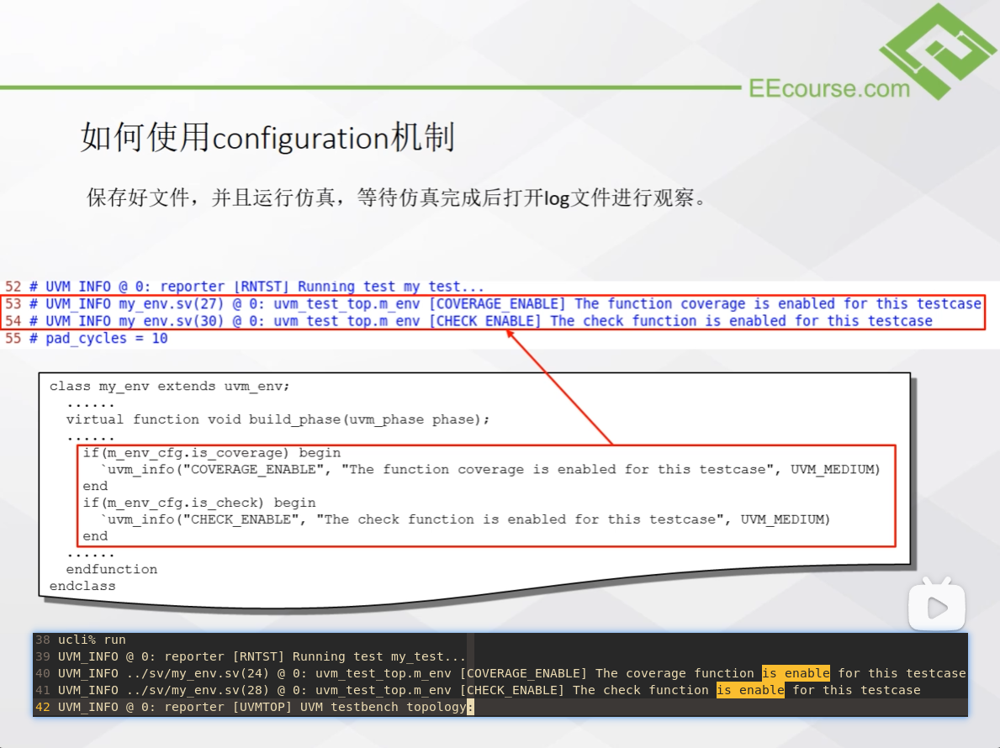 EEcourse.com
如何使用configuration机制
保存好文件，并且运行仿真，等待仿真完成后打开log文件进行观察。
52 # UVM_INFO @ 0: reporter [RNTST] Running test my_test...
53 # UVM_INFO my_env.sv(27) @ 0: uvm_test_top.m_env [COVERAGE_ENABLE] The function coverage is enabled for this testcase
54 # UVM_INFO my_env.sv(30) @ 0: uvm_test_top.m_env [CHECK_ENABLE] The check function is enabled for this testcase
55 # pad_cycles = 10
class my_env extends uvm_env;
......
virtual function void build_phase(uvm_phase phase);
......
if(m_env_cfg.is_coverage) begin
`uvm_info("COVERAGE_ENABLE", "The function coverage is enabled for this testcase", UVM_MEDIUM)
end
if(m_env_cfg.is_check) begin
`uvm_info("CHECK_ENABLE", "The check function is enabled for this testcase", UVM_MEDIUM)
end
......
endfunction
endclass
38 ucli% run
39 UVM_INFO @ 0: reporter [RNTST] Running test my_test...
40 UVM_INFO ../sv/my_env.sv(24) @ 0: uvm_test_top.m_env [COVERAGE_ENABLE] The coverage function is enable for this testcase
41 UVM_INFO ../sv/my_env.sv(28) @ 0: uvm_test_top.m_env [CHECK_ENABLE] The check function is enable for this testcase
42 UVM_INFO @ 0: reporter [UVMTOP] UVM testbench topology: